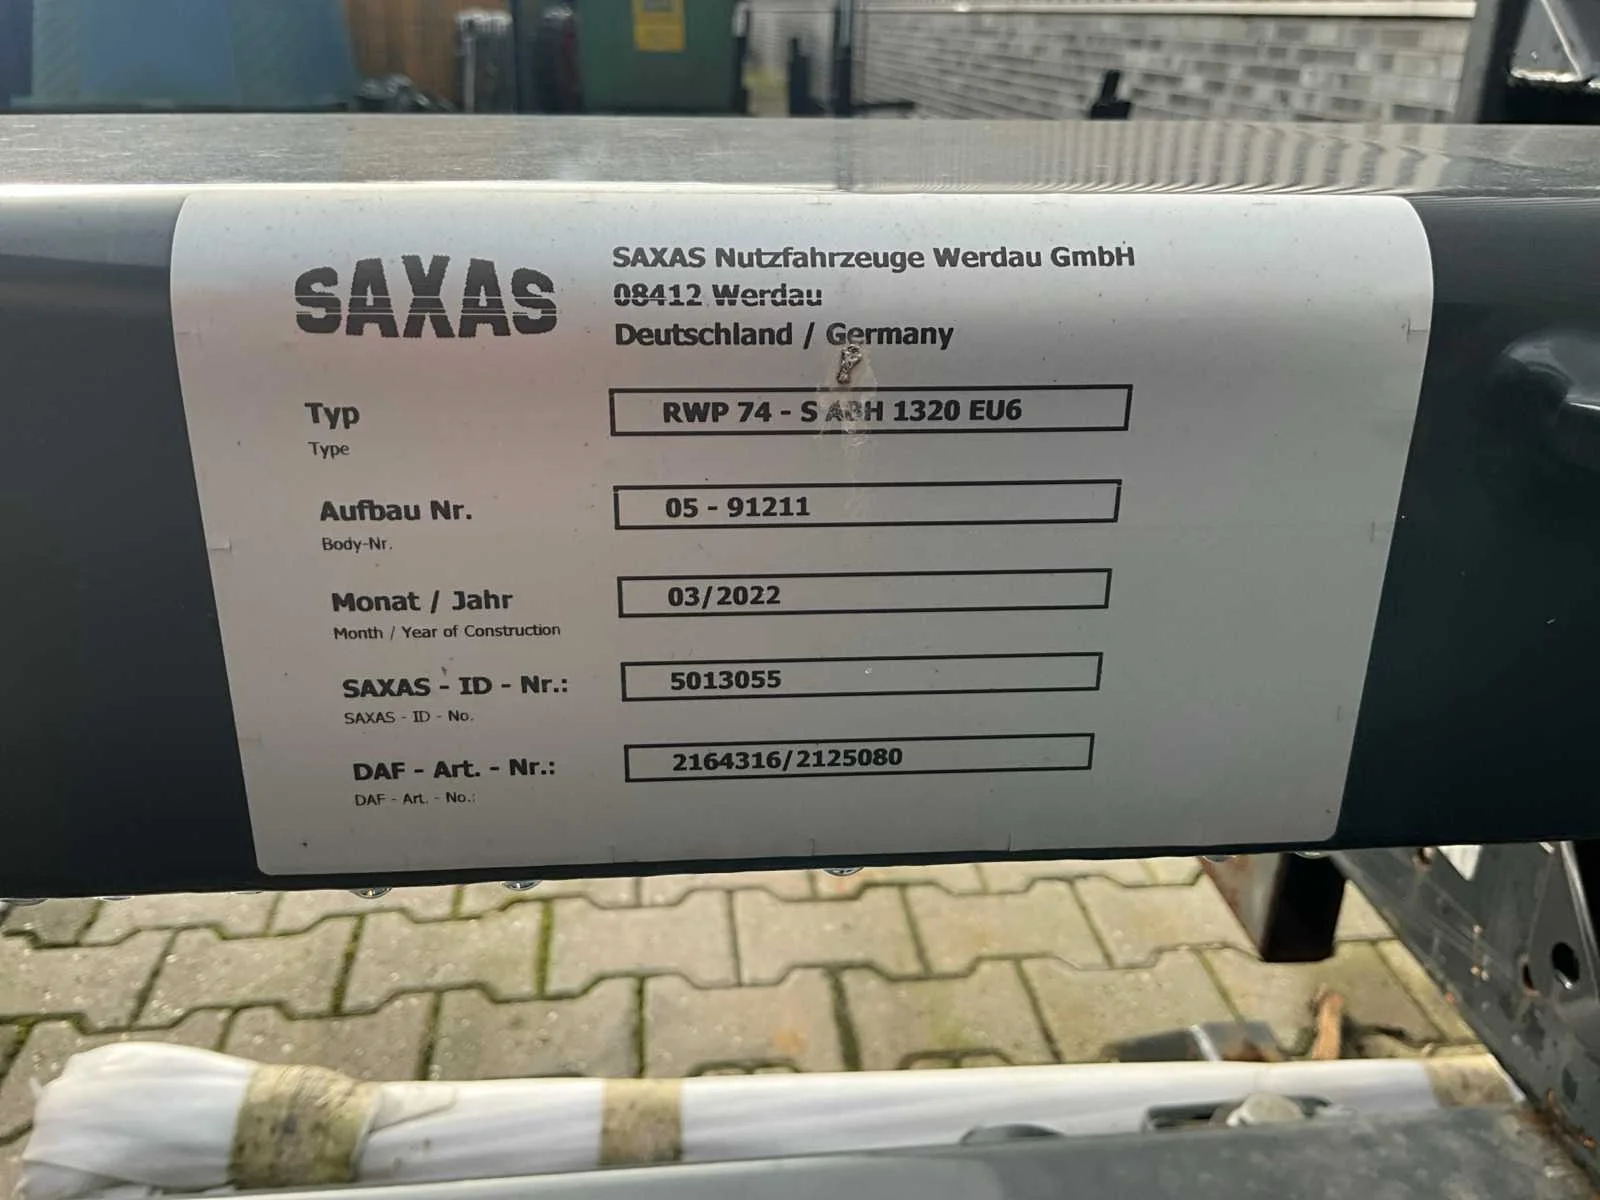 SAXAS
SAXAS Nutzfahrzeuge Werdau GmbH
08412 Werdau
Deutschland / Germany
Typ
Type
RWP 74 - S ABH 1320 EU6
Aufbau Nr.
Body-Nr.
05 - 91211
Monat / Jahr
Month / Year of Construction
03/2022
SAXAS - ID - Nr.:
SAXAS - ID - No.
5013055
DAF - Art. - Nr.:
DAF - Art. - No.:
2164316/2125080